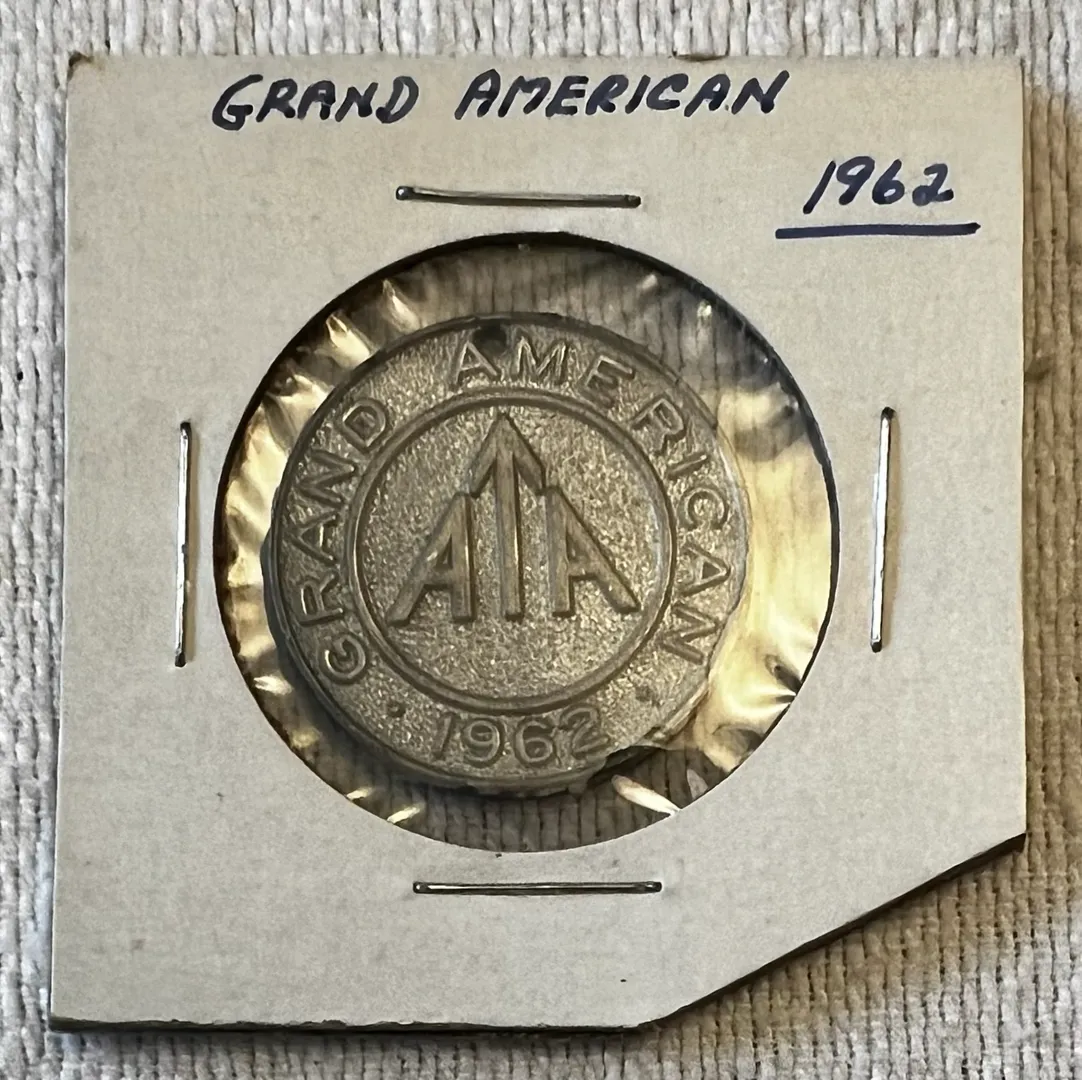 GRAND AMERICAN
1962
GRAND AMERICAN
ATA
· 1962 ·